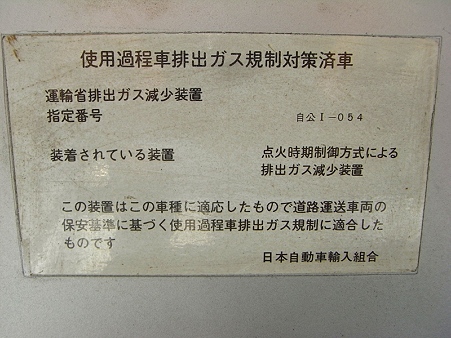 使用過程車排出ガス規制対策済車
運輸省排出ガス減少装置
指定番号 自公I-054
装着されている装置 点火時期制御方式による
排出ガス減少装置
この装置はこの車種に適応したもので道路運送車両の
保安基準に基づく使用過程車排出ガス規制に適合した
ものです
日本自動車輸入組合